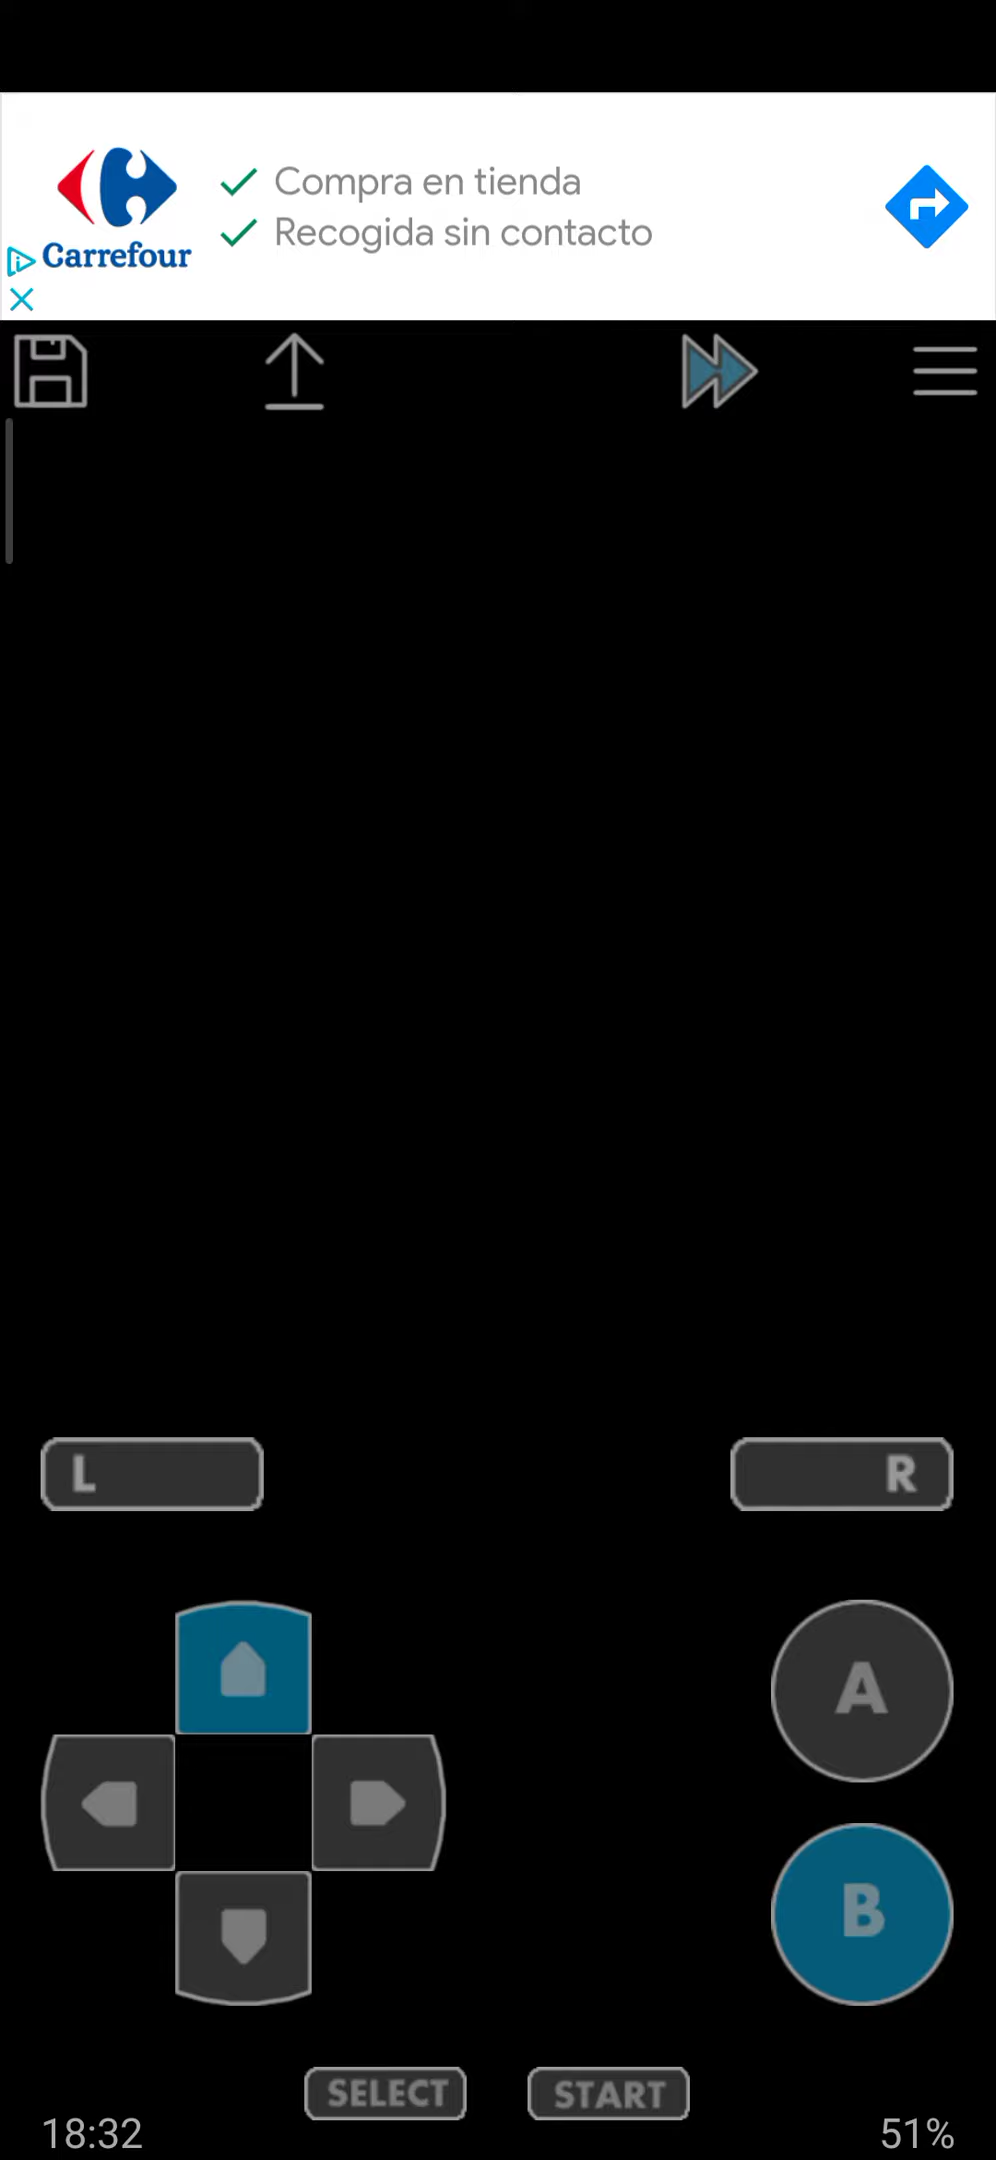 Compra en tienda
Recogida sin contacto
Carrefour
L
R
A
B
SELECT
START
18:32
51%